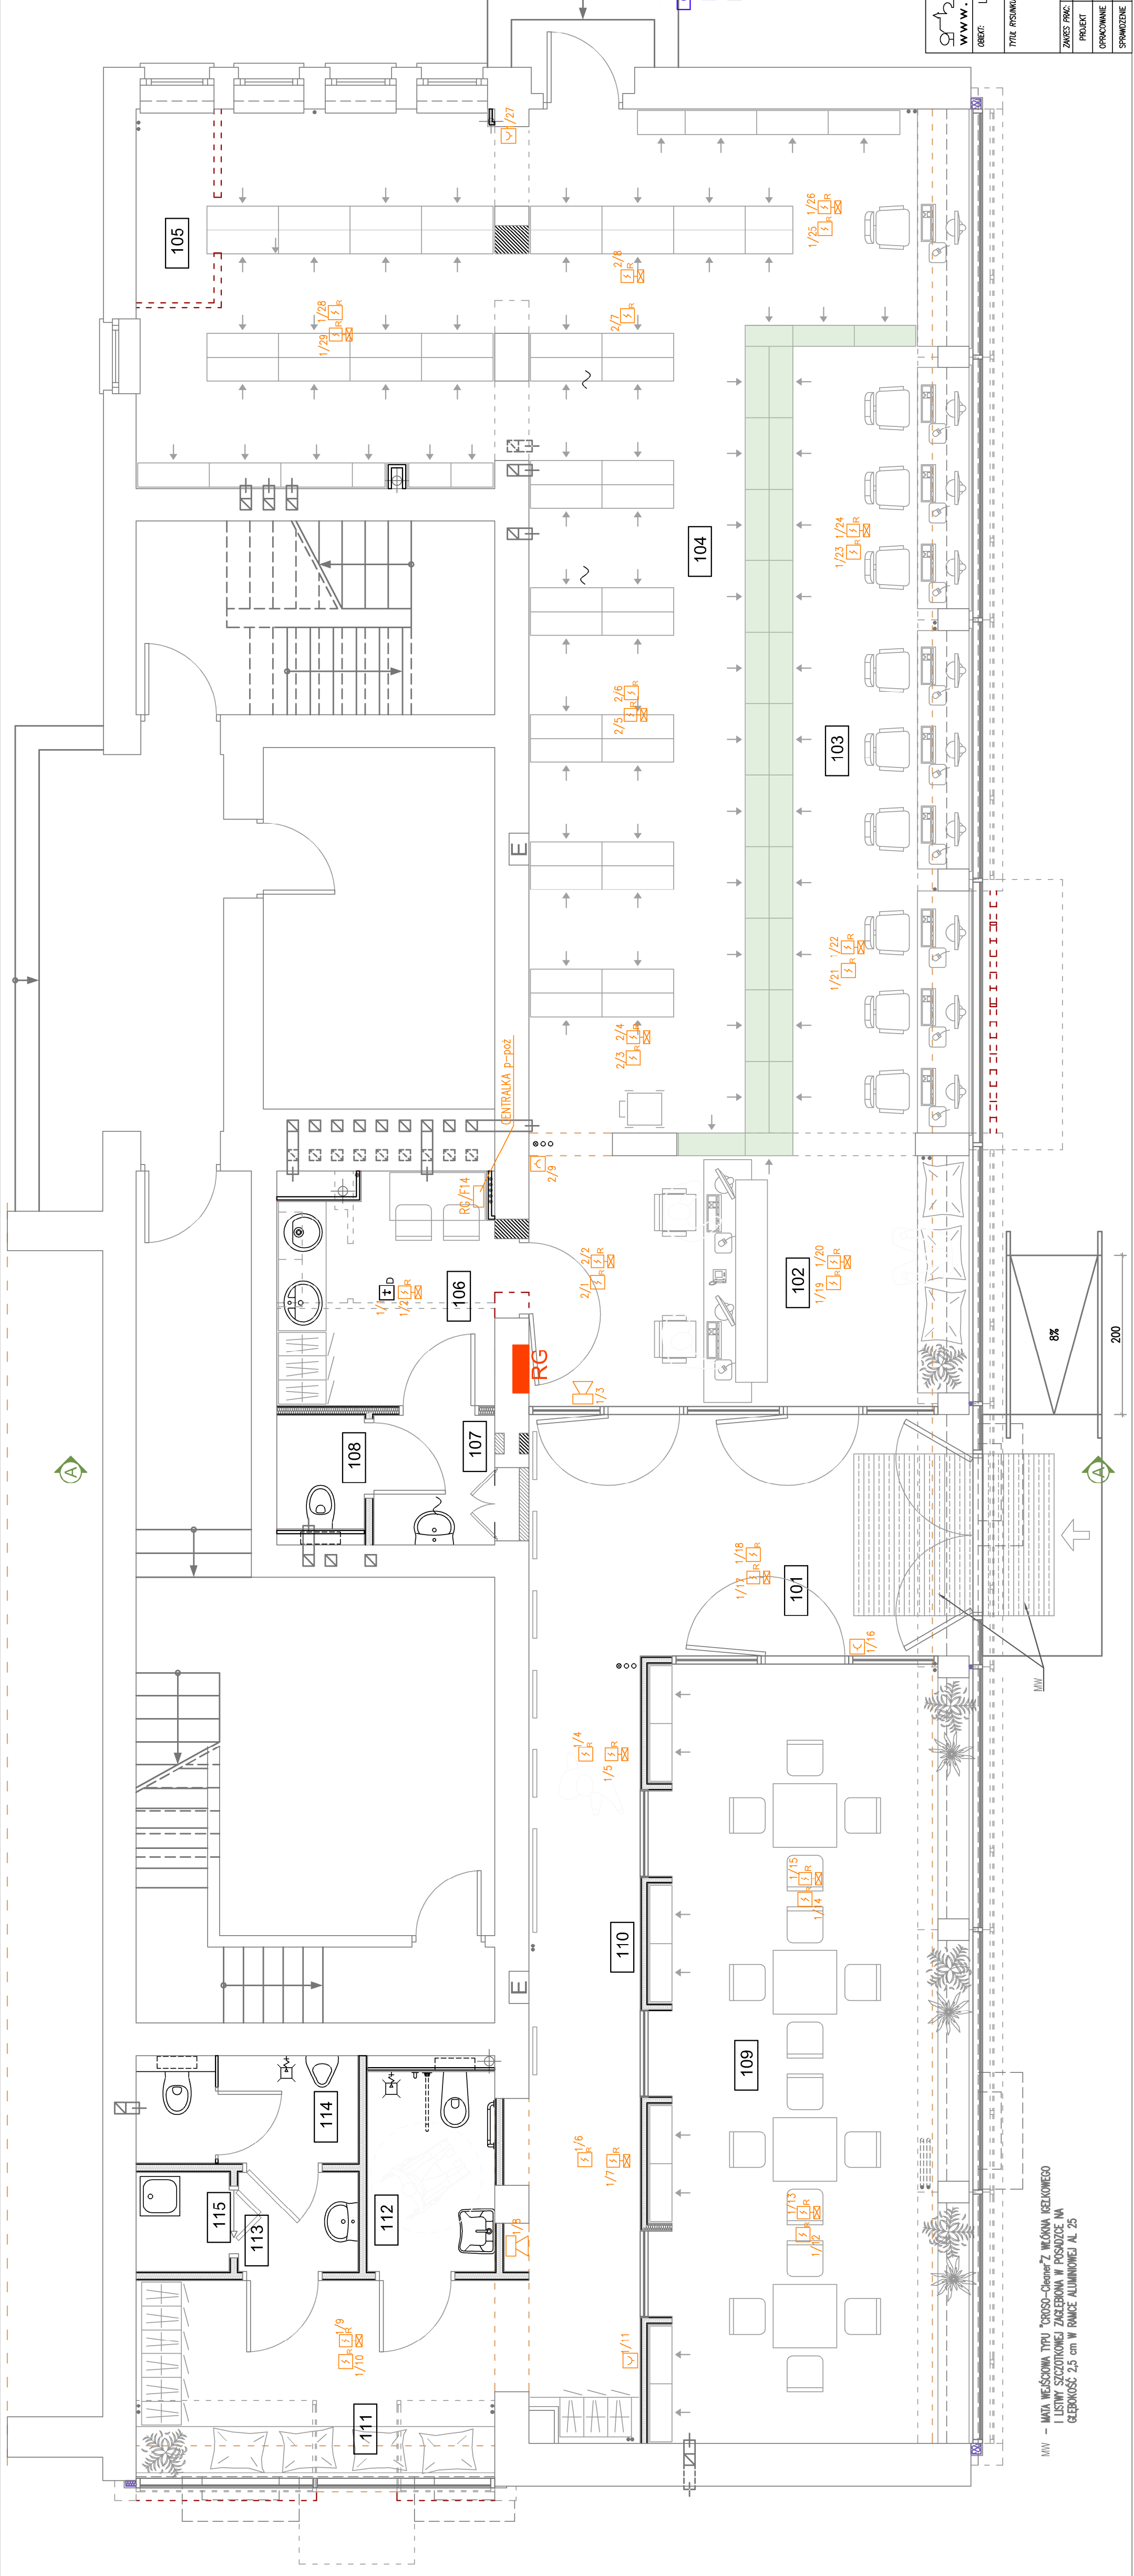 www.
OBIEKT:
TYTUŁ RYSUNKU
ZAKRES PRAC:
PROJEKT
OPRACOWANIE
SPRAWDZENIE
1/27
105
1/26
1/25
2/8
2/7
1/28
1/29
104
1/24
1/23
2/6
2/5
103
E
1/22
1/21
2/4
2/3
CENTRALKA p-poż
RG/F14
2/9
106
1/1
D
1/2
2/2
2/1
102
1/20
1/19
RG
1/3
8%
200
A
A
108
107
1/18
1/17
101
1/16
MW
1/4
1/5
110
1/15
1/14
E
109
114
115
113
112
1/6
1/7
1/8
1/13
1/12
1/9
1/10
1/11
111
MW – MATA WEJŚCIOWA TYPU "CROSO-Cleaner"Z WŁÓKNA IGEŁKOWEGO
I LISTWY SZCZOTKOWEJ ZAGŁĘBIONA W POSADZCE NA
GŁĘBOKOŚĆ 2,5 cm W RAMCE ALUMINIOWEJ AL 25